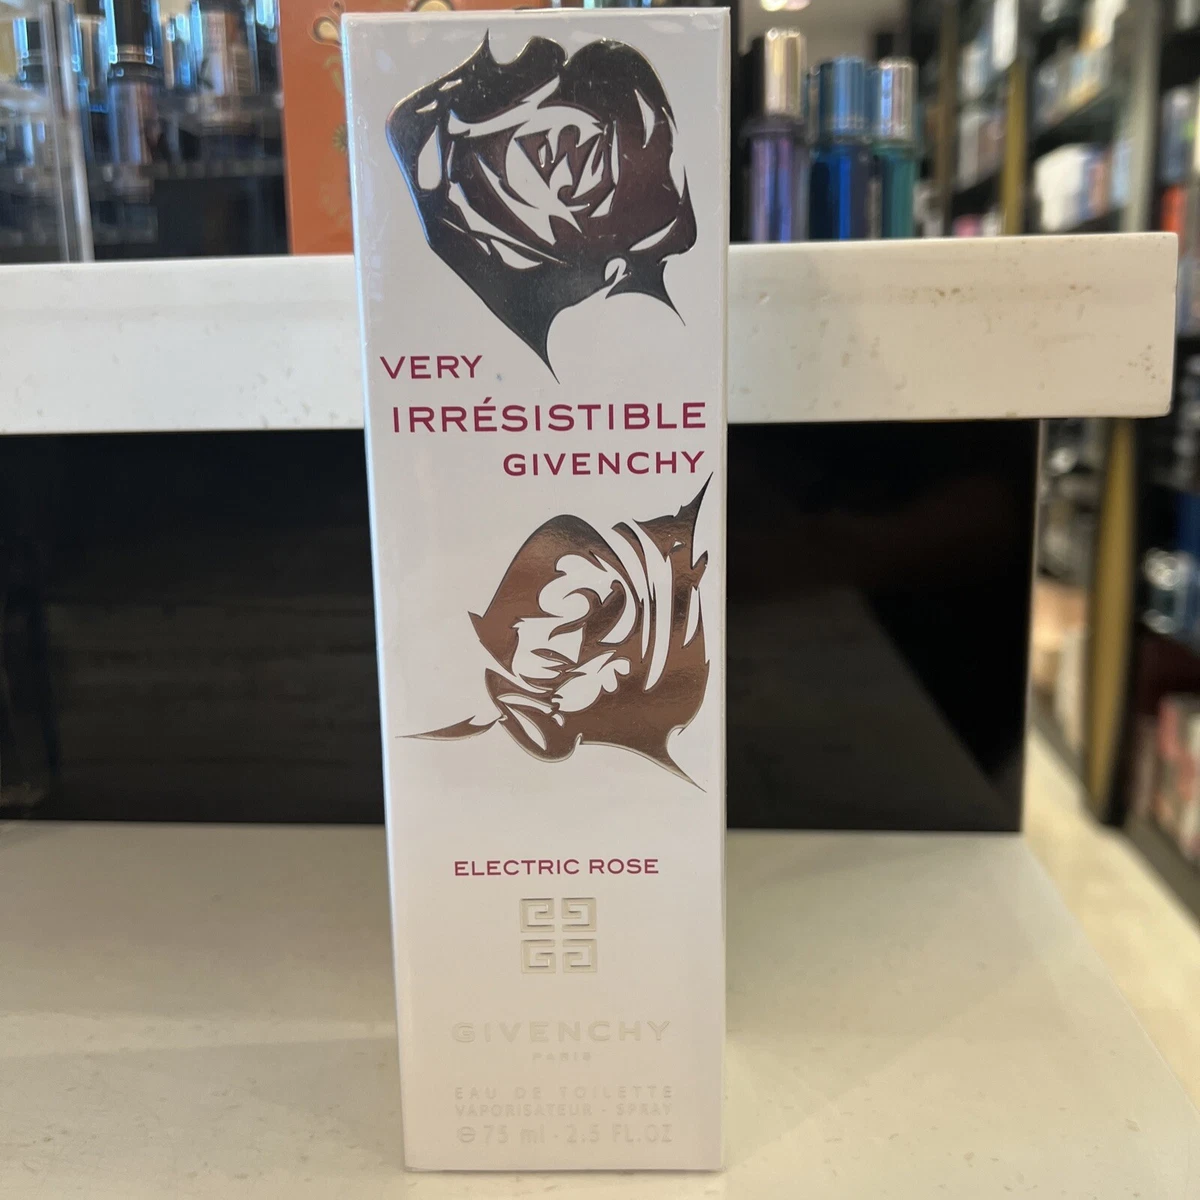 VERY
IRRÉSISTIBLE
GIVENCHY
ELECTRIC ROSE
GIVENCHY
PARIS
EAU DE TOILETTE
VAPORISATEUR - SPRAY
℮ 75 ml - 2.5 FL.OZ